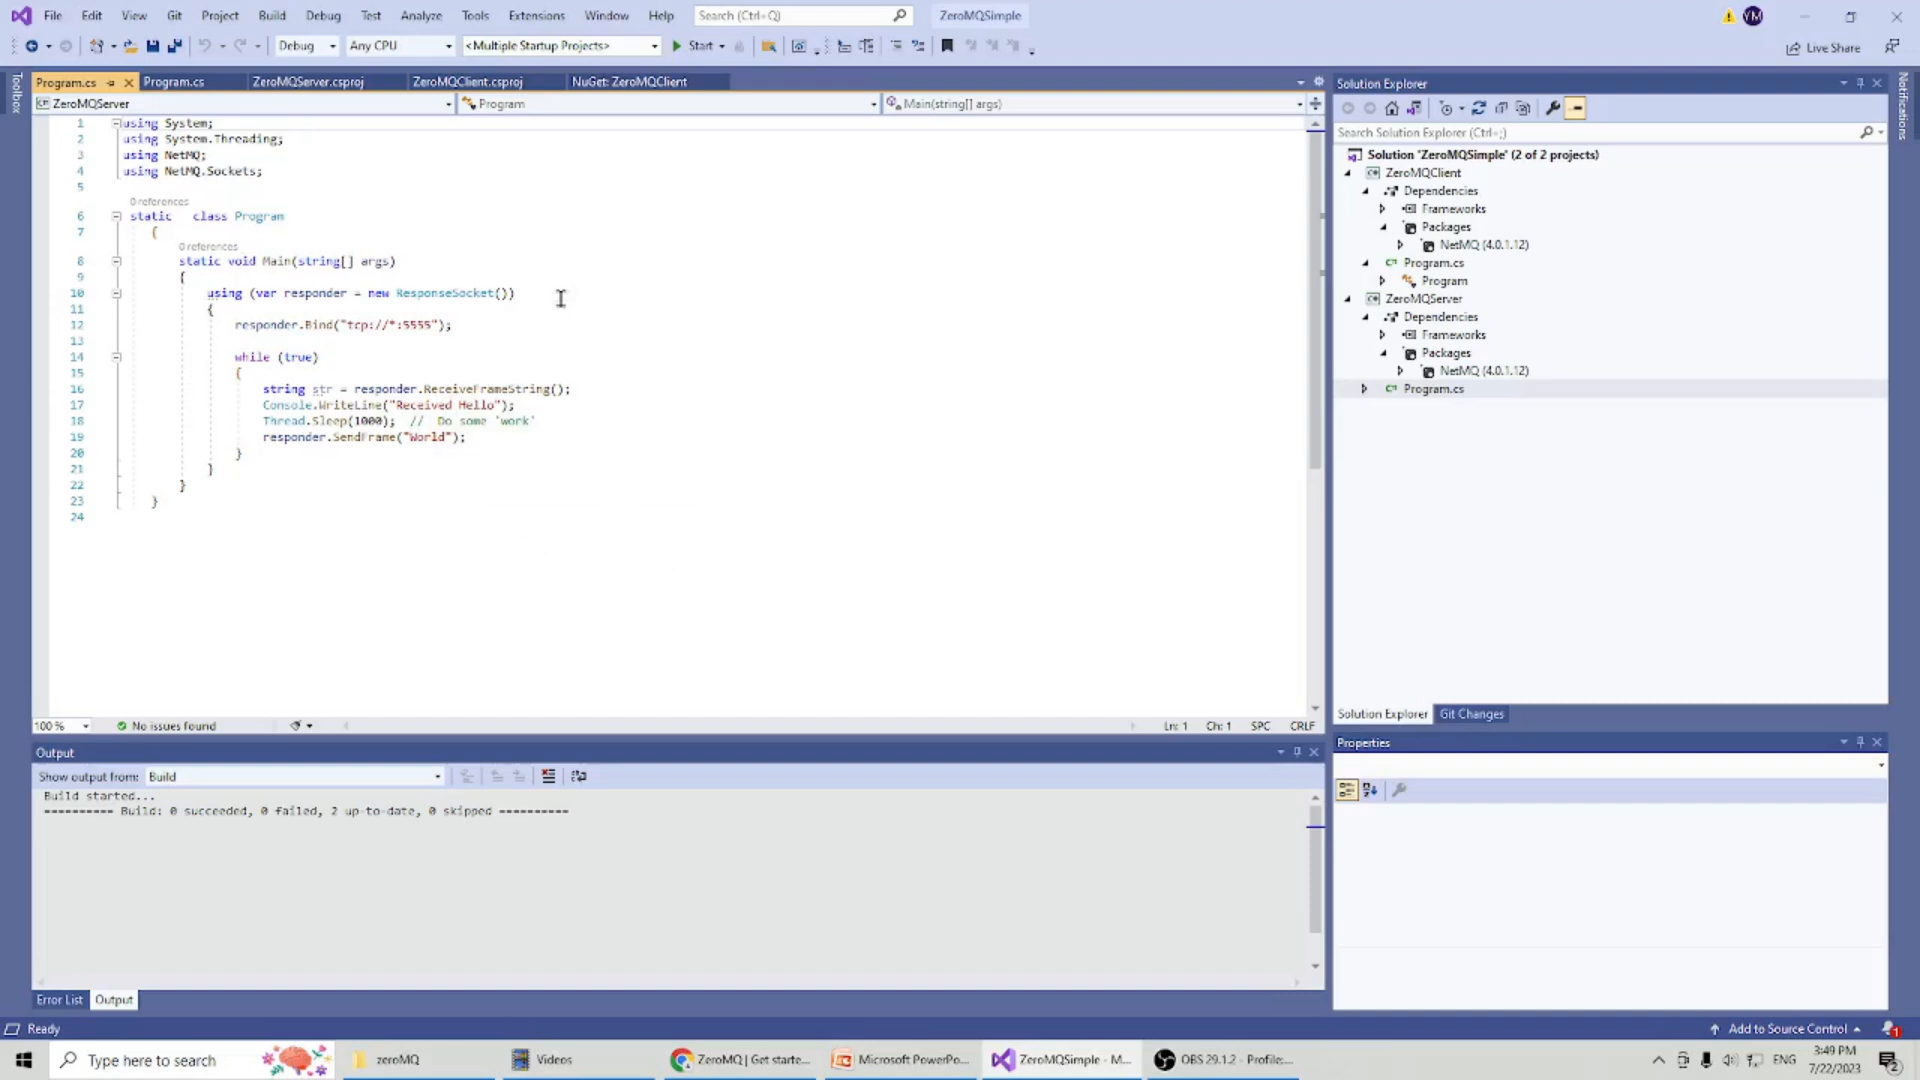 File Edit View Git Project Build Debug Test Analyze Tools Extensions Window Help Search (Ctrl+Q) ZeroMQSimple YM
Debug Any CPU <Multiple Startup Projects> Start Live Share
Toolbox
Program.cs Program.cs ZeroMQServer.csproj ZeroMQClient.csproj NuGet: ZeroMQClient
ZeroMQServer Program Main(string[] args)
1 using System;
2 using System.Threading;
3 using NetMQ;
4 using NetMQ.Sockets;
5
0 references
6 static class Program
7 {
0 references
8 static void Main(string[] args)
9 {
10 using (var responder = new ResponseSocket())
11 {
12 responder.Bind("tcp://*:5555");
13
14 while (true)
15 {
16 string str = responder.ReceiveFrameString();
17 Console.WriteLine("Received Hello");
18 Thread.Sleep(1000); // Do some 'work'
19 responder.SendFrame("World");
20 }
21 }
22 }
23 }
24
100 % No issues found Ln: 1 Ch: 1 SPC CRLF
Output
Show output from: Build
Build started...
========== Build: 0 succeeded, 0 failed, 2 up-to-date, 0 skipped ==========
Error List Output
Solution Explorer
Search Solution Explorer (Ctrl+;)
Solution 'ZeroMQSimple' (2 of 2 projects)
ZeroMQClient
Dependencies
Frameworks
Packages
NetMQ (4.0.1.12)
Program.cs
Program
ZeroMQServer
Dependencies
Frameworks
Packages
NetMQ (4.0.1.12)
Program.cs
Solution Explorer Git Changes
Properties
Notifications
Ready Add to Source Control 1
Type here to search zeroMQ Videos ZeroMQ | Get starte... Microsoft PowerPo... ZeroMQSimple - M... OBS 29.1.2 - Profile:... ENG 3:49 PM
7/22/2023 2